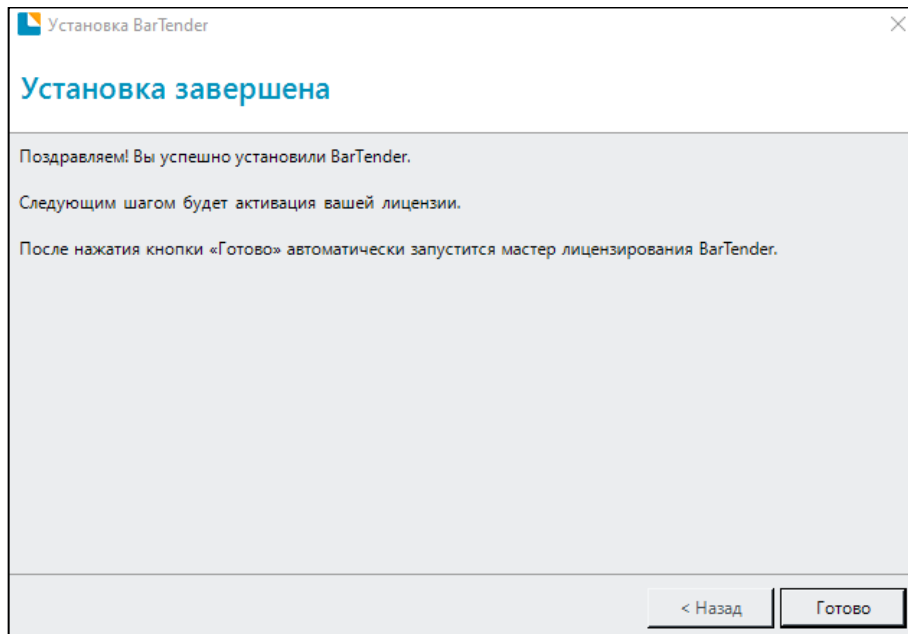 Установка BarTender
Установка завершена
Поздравляем! Вы успешно установили BarTender.
Следующим шагом будет активация вашей лицензии.
После нажатия кнопки «Готово» автоматически запустится мастер лицензирования BarTender.
< Назад
Готово